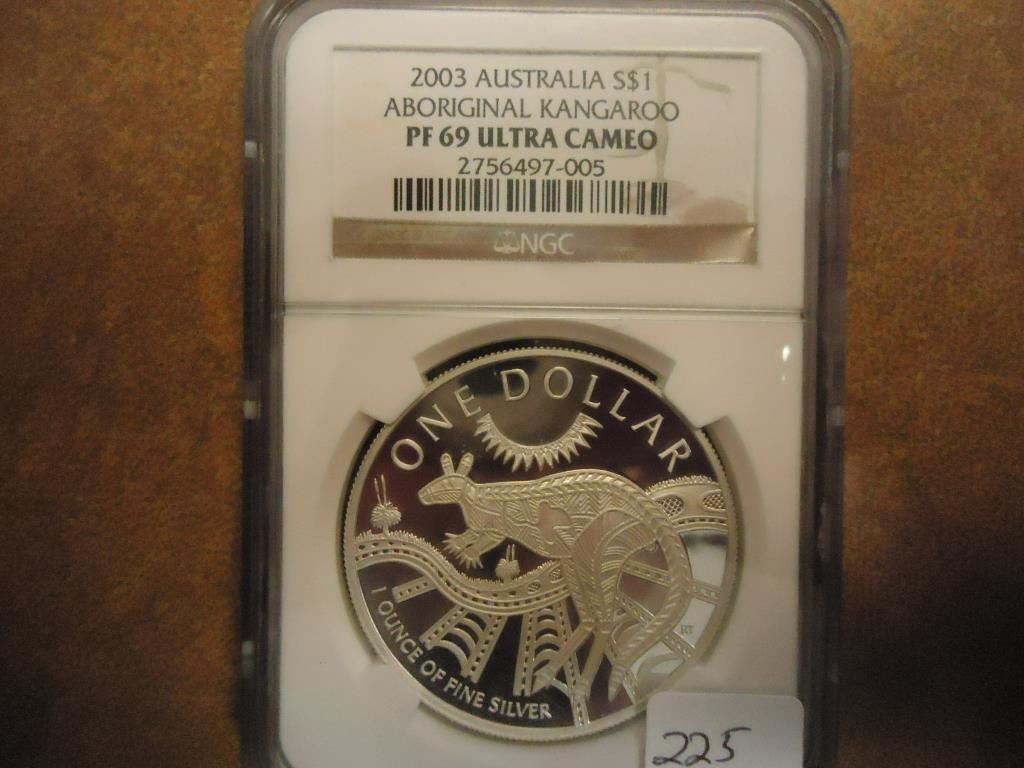 2003 AUSTRALIA S$1
ABORIGINAL KANGAROO
PF 69 ULTRA CAMEO
2756497-005
NGC
ONE DOLLAR
HT
1 OUNCE OF FINE SILVER
225